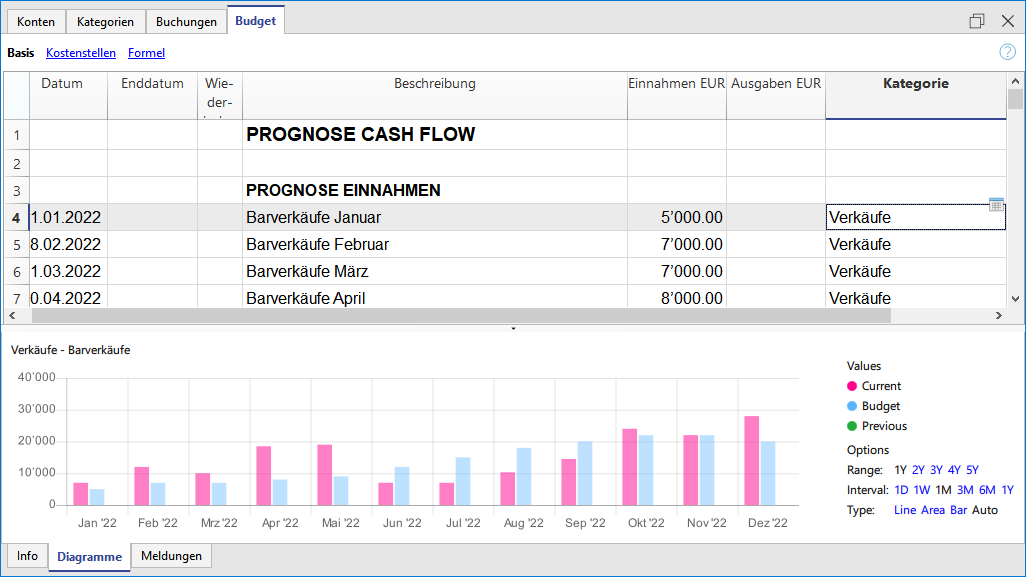 Konten Kategorien Buchungen Budget
Basis Kostenstellen Formel
Datum Enddatum Wie- Beschreibung Einnahmen EUR Ausgaben EUR Kategorie
der-
1 PROGNOSE CASH FLOW
2
3 PROGNOSE EINNAHMEN
4 1.01.2022 Barverkäufe Januar 5’000.00 Verkäufe
5 8.02.2022 Barverkäufe Februar 7’000.00 Verkäufe
6 1.03.2022 Barverkäufe März 7’000.00 Verkäufe
7 0.04.2022 Barverkäufe April 8’000.00 Verkäufe
Verkäufe - Barverkäufe
40’000
30’000
20’000
10’000
0
Jan '22 Feb '22 Mrz '22 Apr '22 Mai '22 Jun '22 Jul '22 Aug '22 Sep '22 Okt '22 Nov '22 Dez '22
Values
Current
Budget
Previous
Options
Range: 1Y 2Y 3Y 4Y 5Y
Interval: 1D 1W 1M 3M 6M 1Y
Type: Line Area Bar Auto
Info Diagramme Meldungen